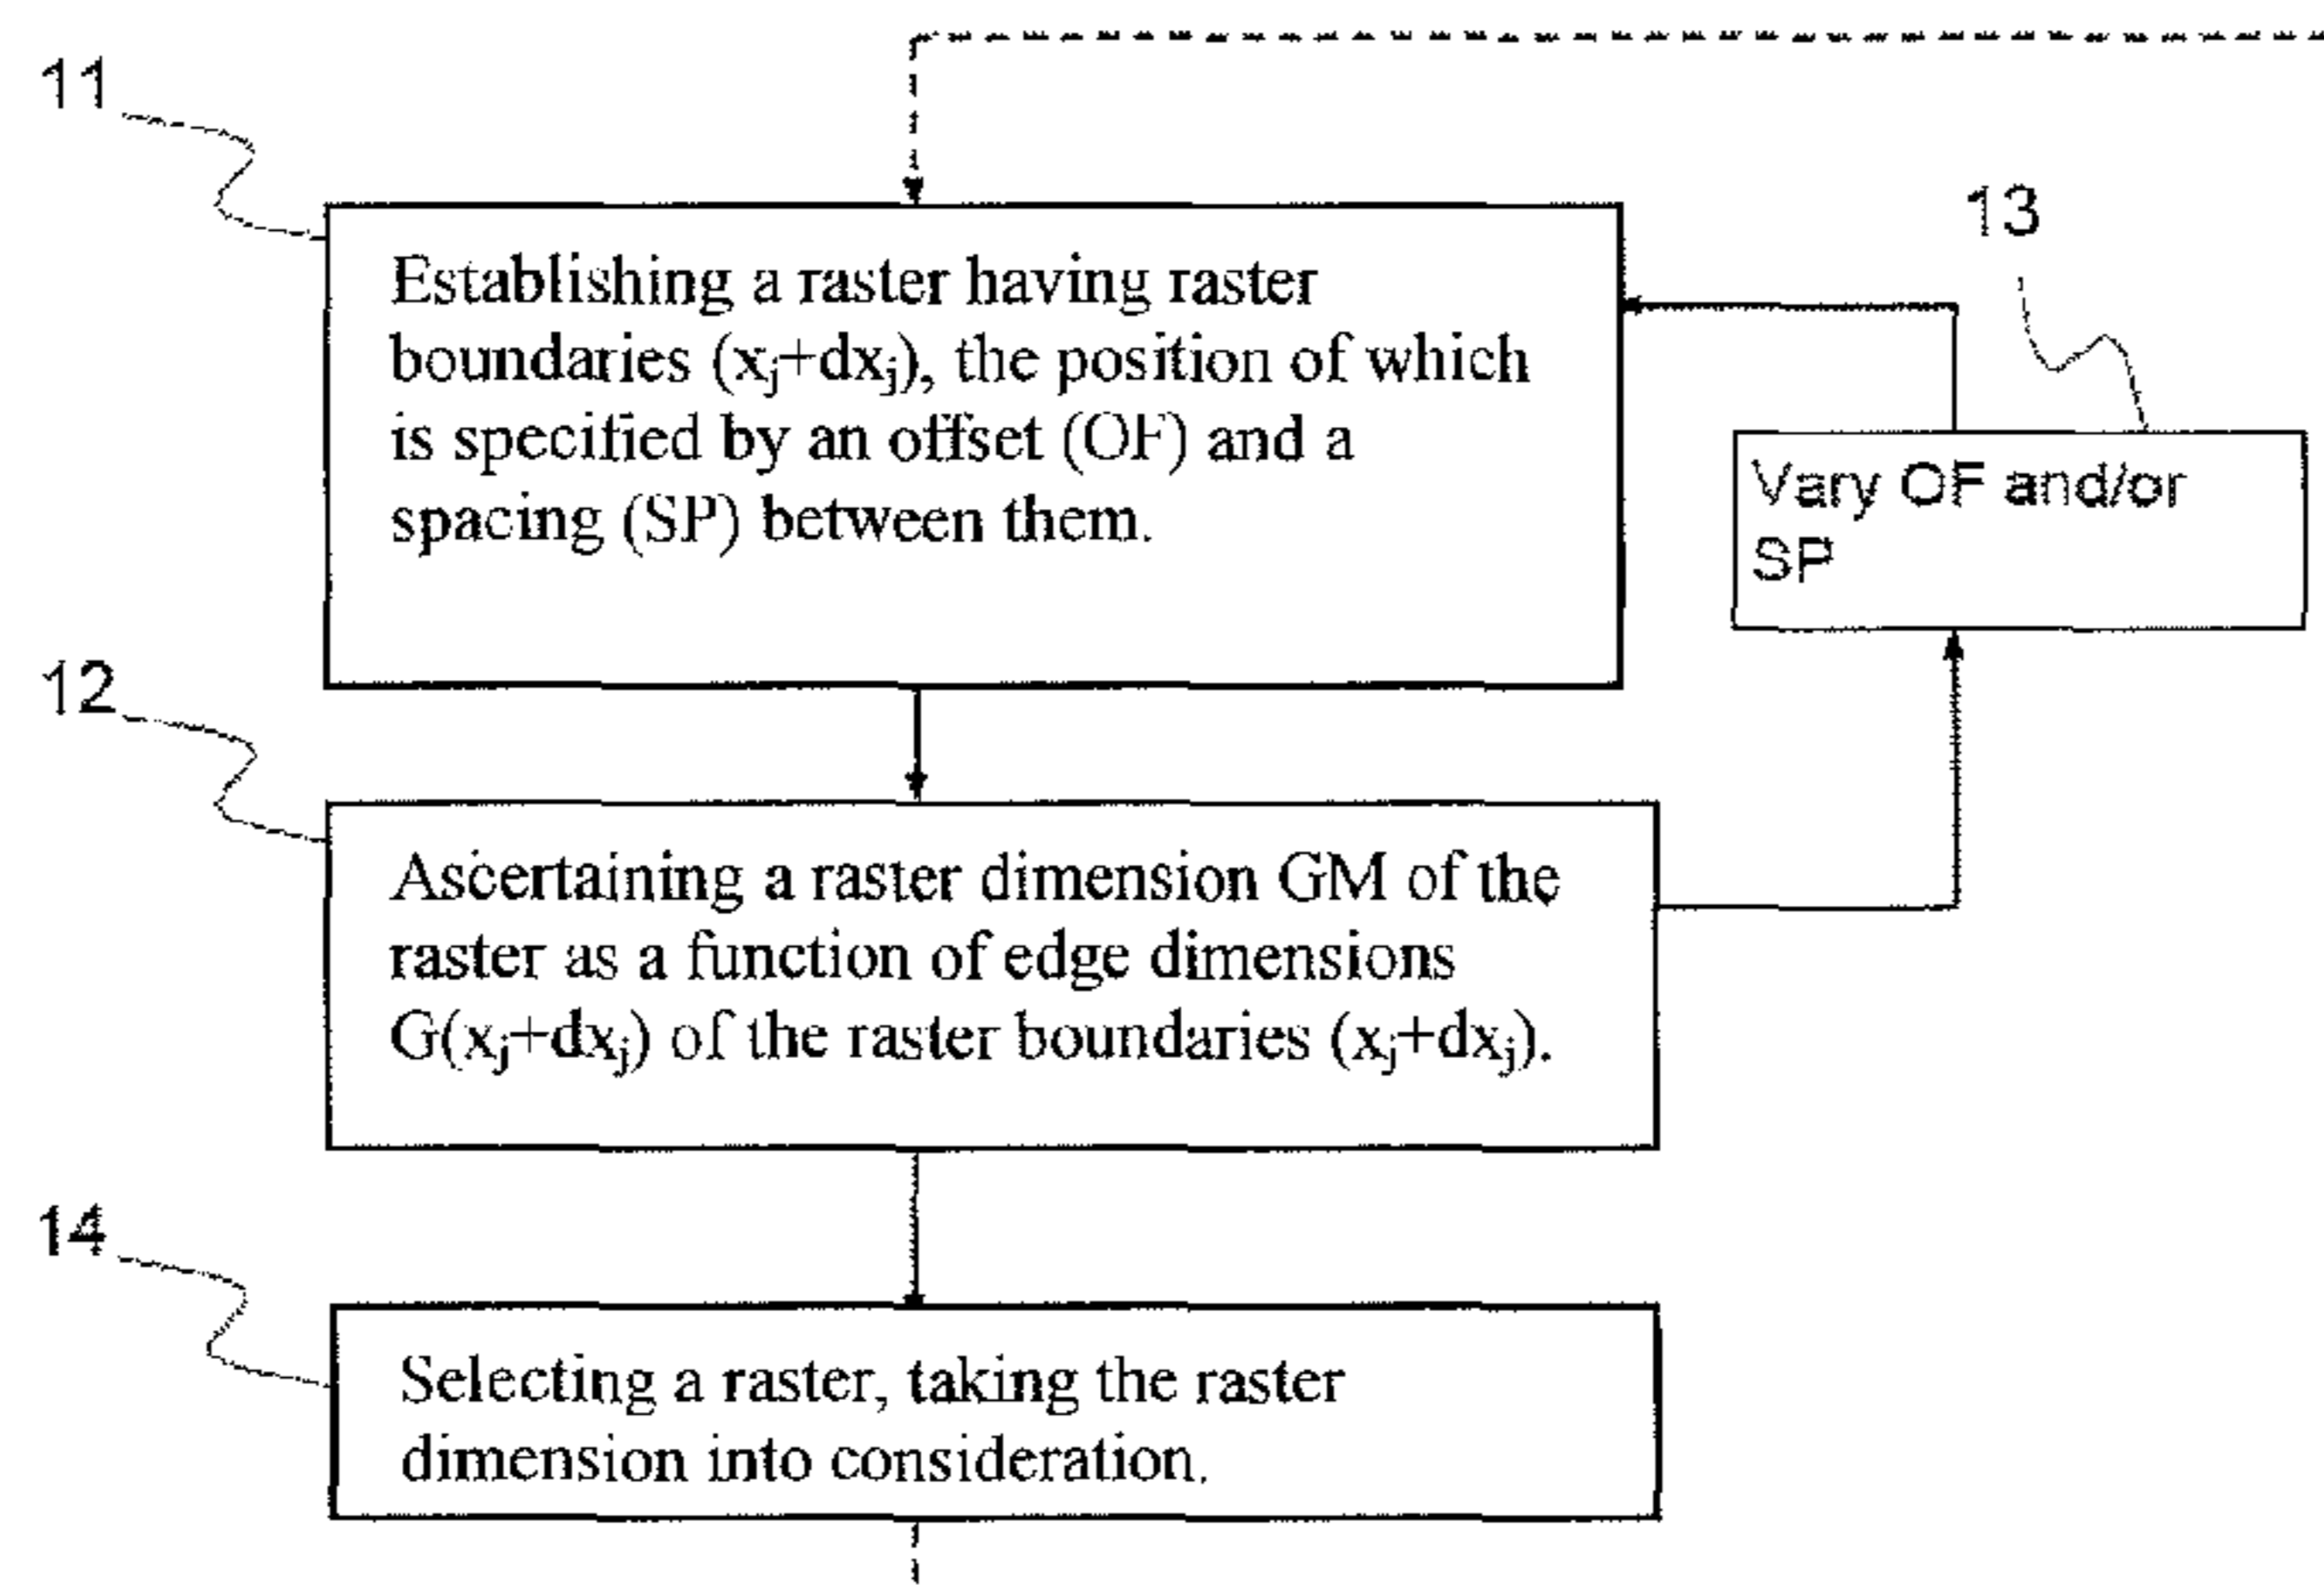 11
Establishing a raster having raster
boundaries (xj+dxj), the position of which
is specified by an offset (OF) and a
spacing (SP) between them.
13
Vary OF and/or
SP
12
Ascertaining a raster dimension GM of the
raster as a function of edge dimensions
G(xj+dxj) of the raster boundaries (xj+dxj).
14
Selecting a raster, taking the raster
dimension into consideration.